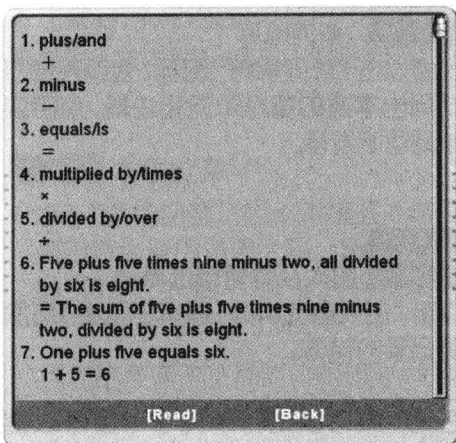 1. plus/and
+
2. minus
−
3. equals/is
=
4. multiplied by/times
×
5. divided by/over
÷
6. Five plus five times nine minus two, all divided
by six is eight.
= The sum of five plus five times nine minus
two, divided by six is eight.
7. One plus five equals six.
1 + 5 = 6
[Read] [Back]